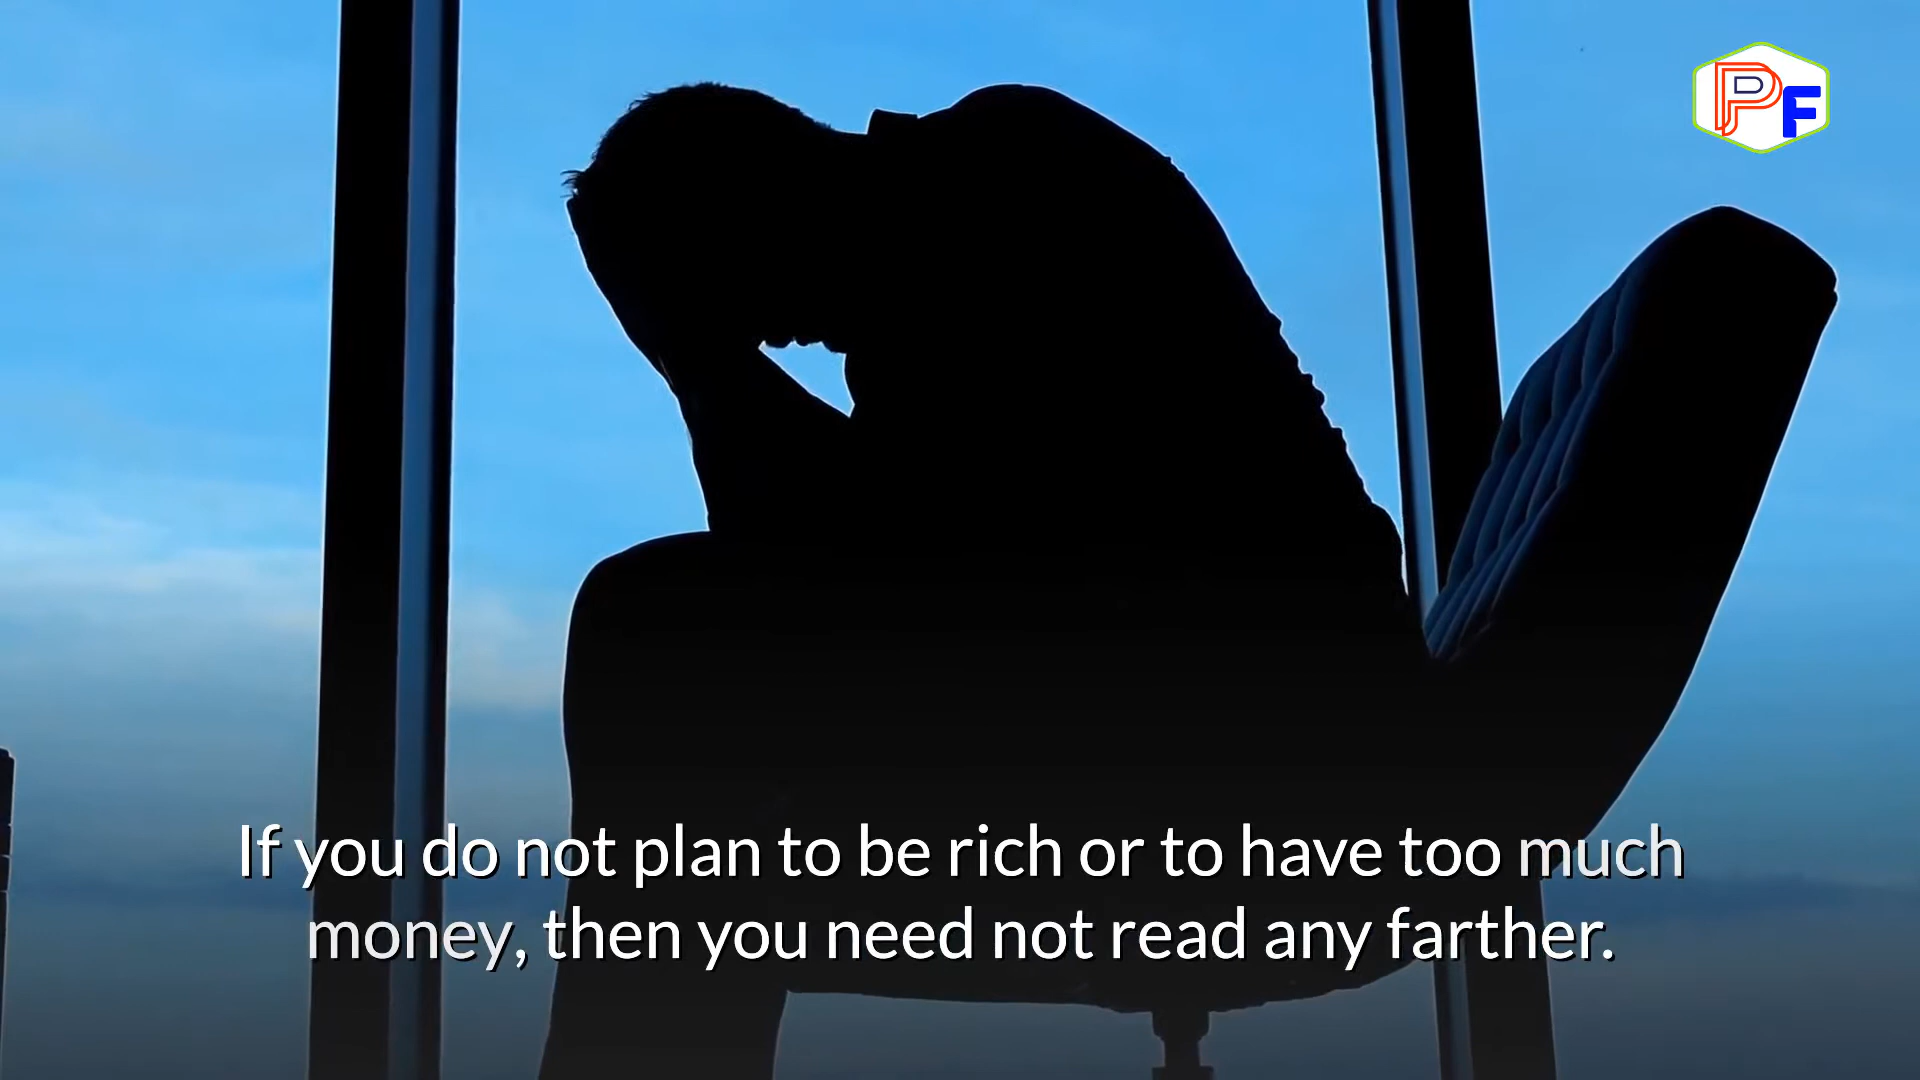 PF
If you do not plan to be rich or to have too much
money, then you need not read any farther.